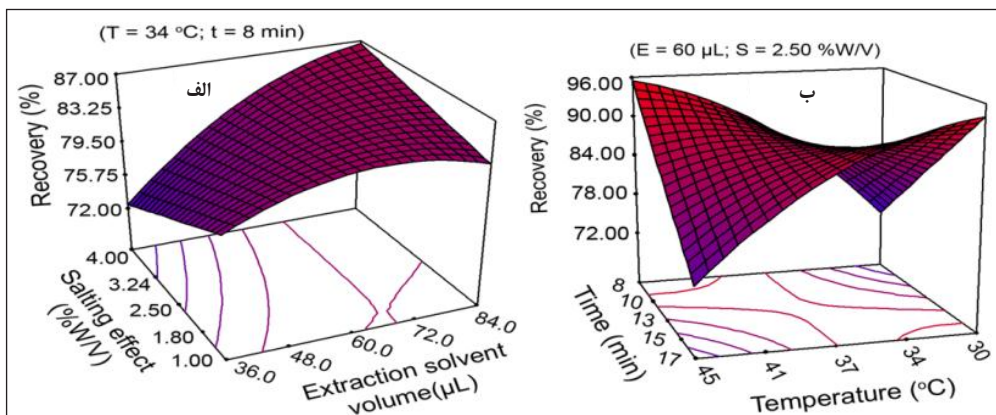 (T = 34 °C; t = 8 min)
الف
87.00
83.25
79.50
75.75
72.00
Recovery (%)
4.00
3.24
2.50
1.80
1.00
Salting effect
(%W/V)
36.0
48.0
60.0
72.0
84.0
Extraction solvent
volume(µL)
(E = 60 µL; S = 2.50 %W/V)
ب
96.00
90.00
84.00
78.00
72.00
Recovery (%)
8
10
13
15
17
Time (min)
45
41
37
34
30
Temperature (°C)